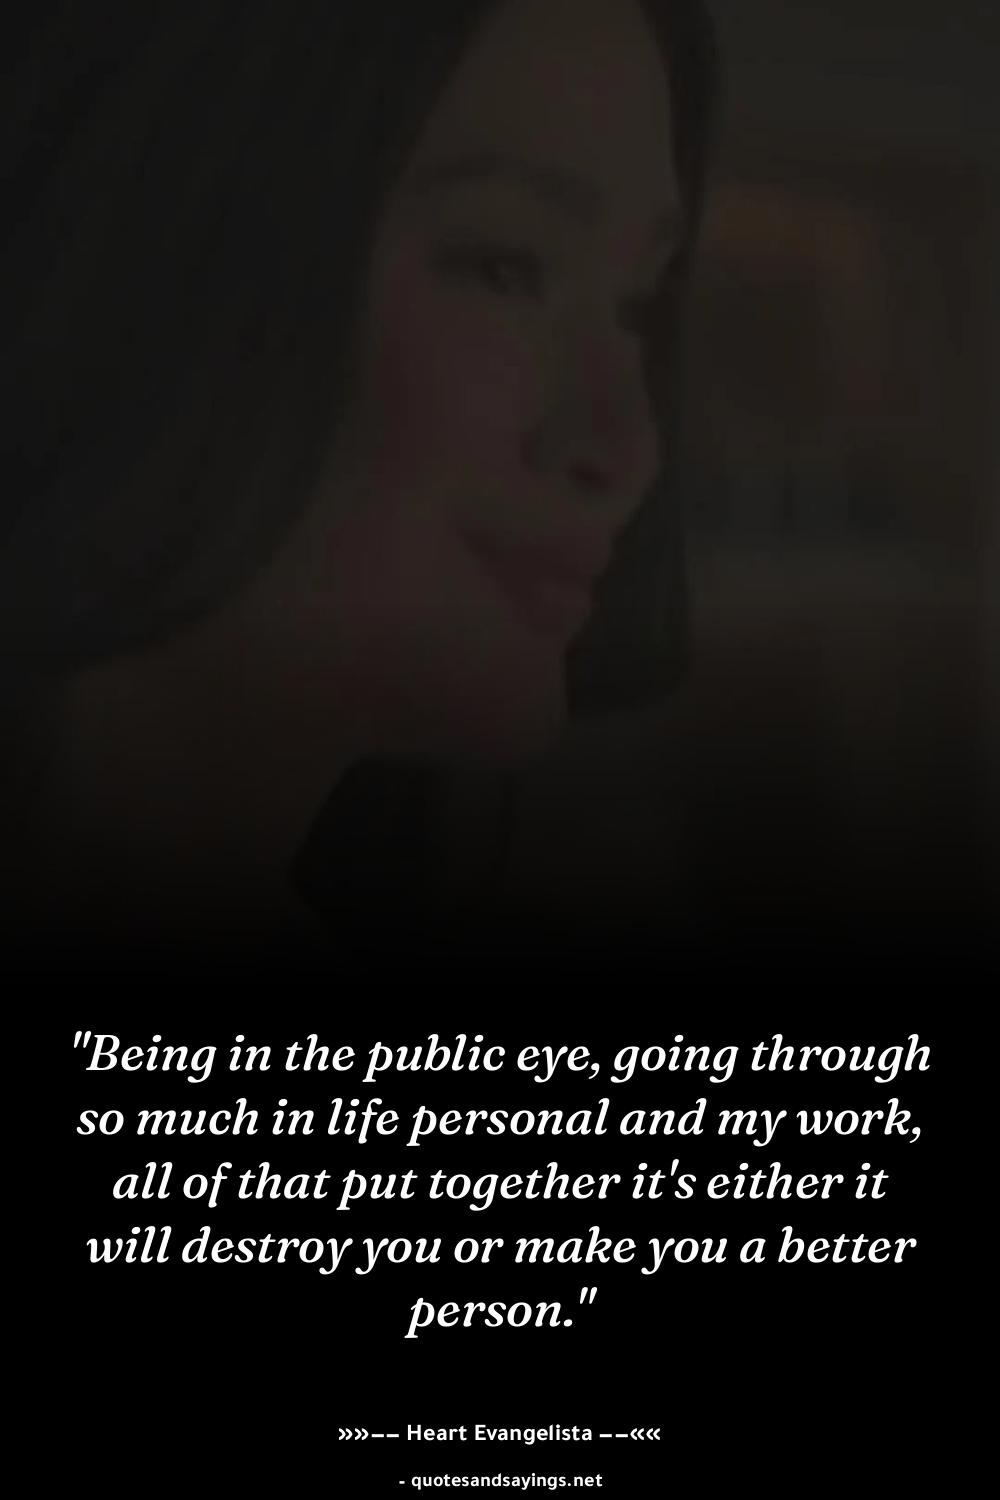 "Being in the public eye, going through
so much in life personal and my work,
all of that put together it's either it
will destroy you or make you a better
person."
»»–– Heart Evangelista ––««
- quotesandsayings.net